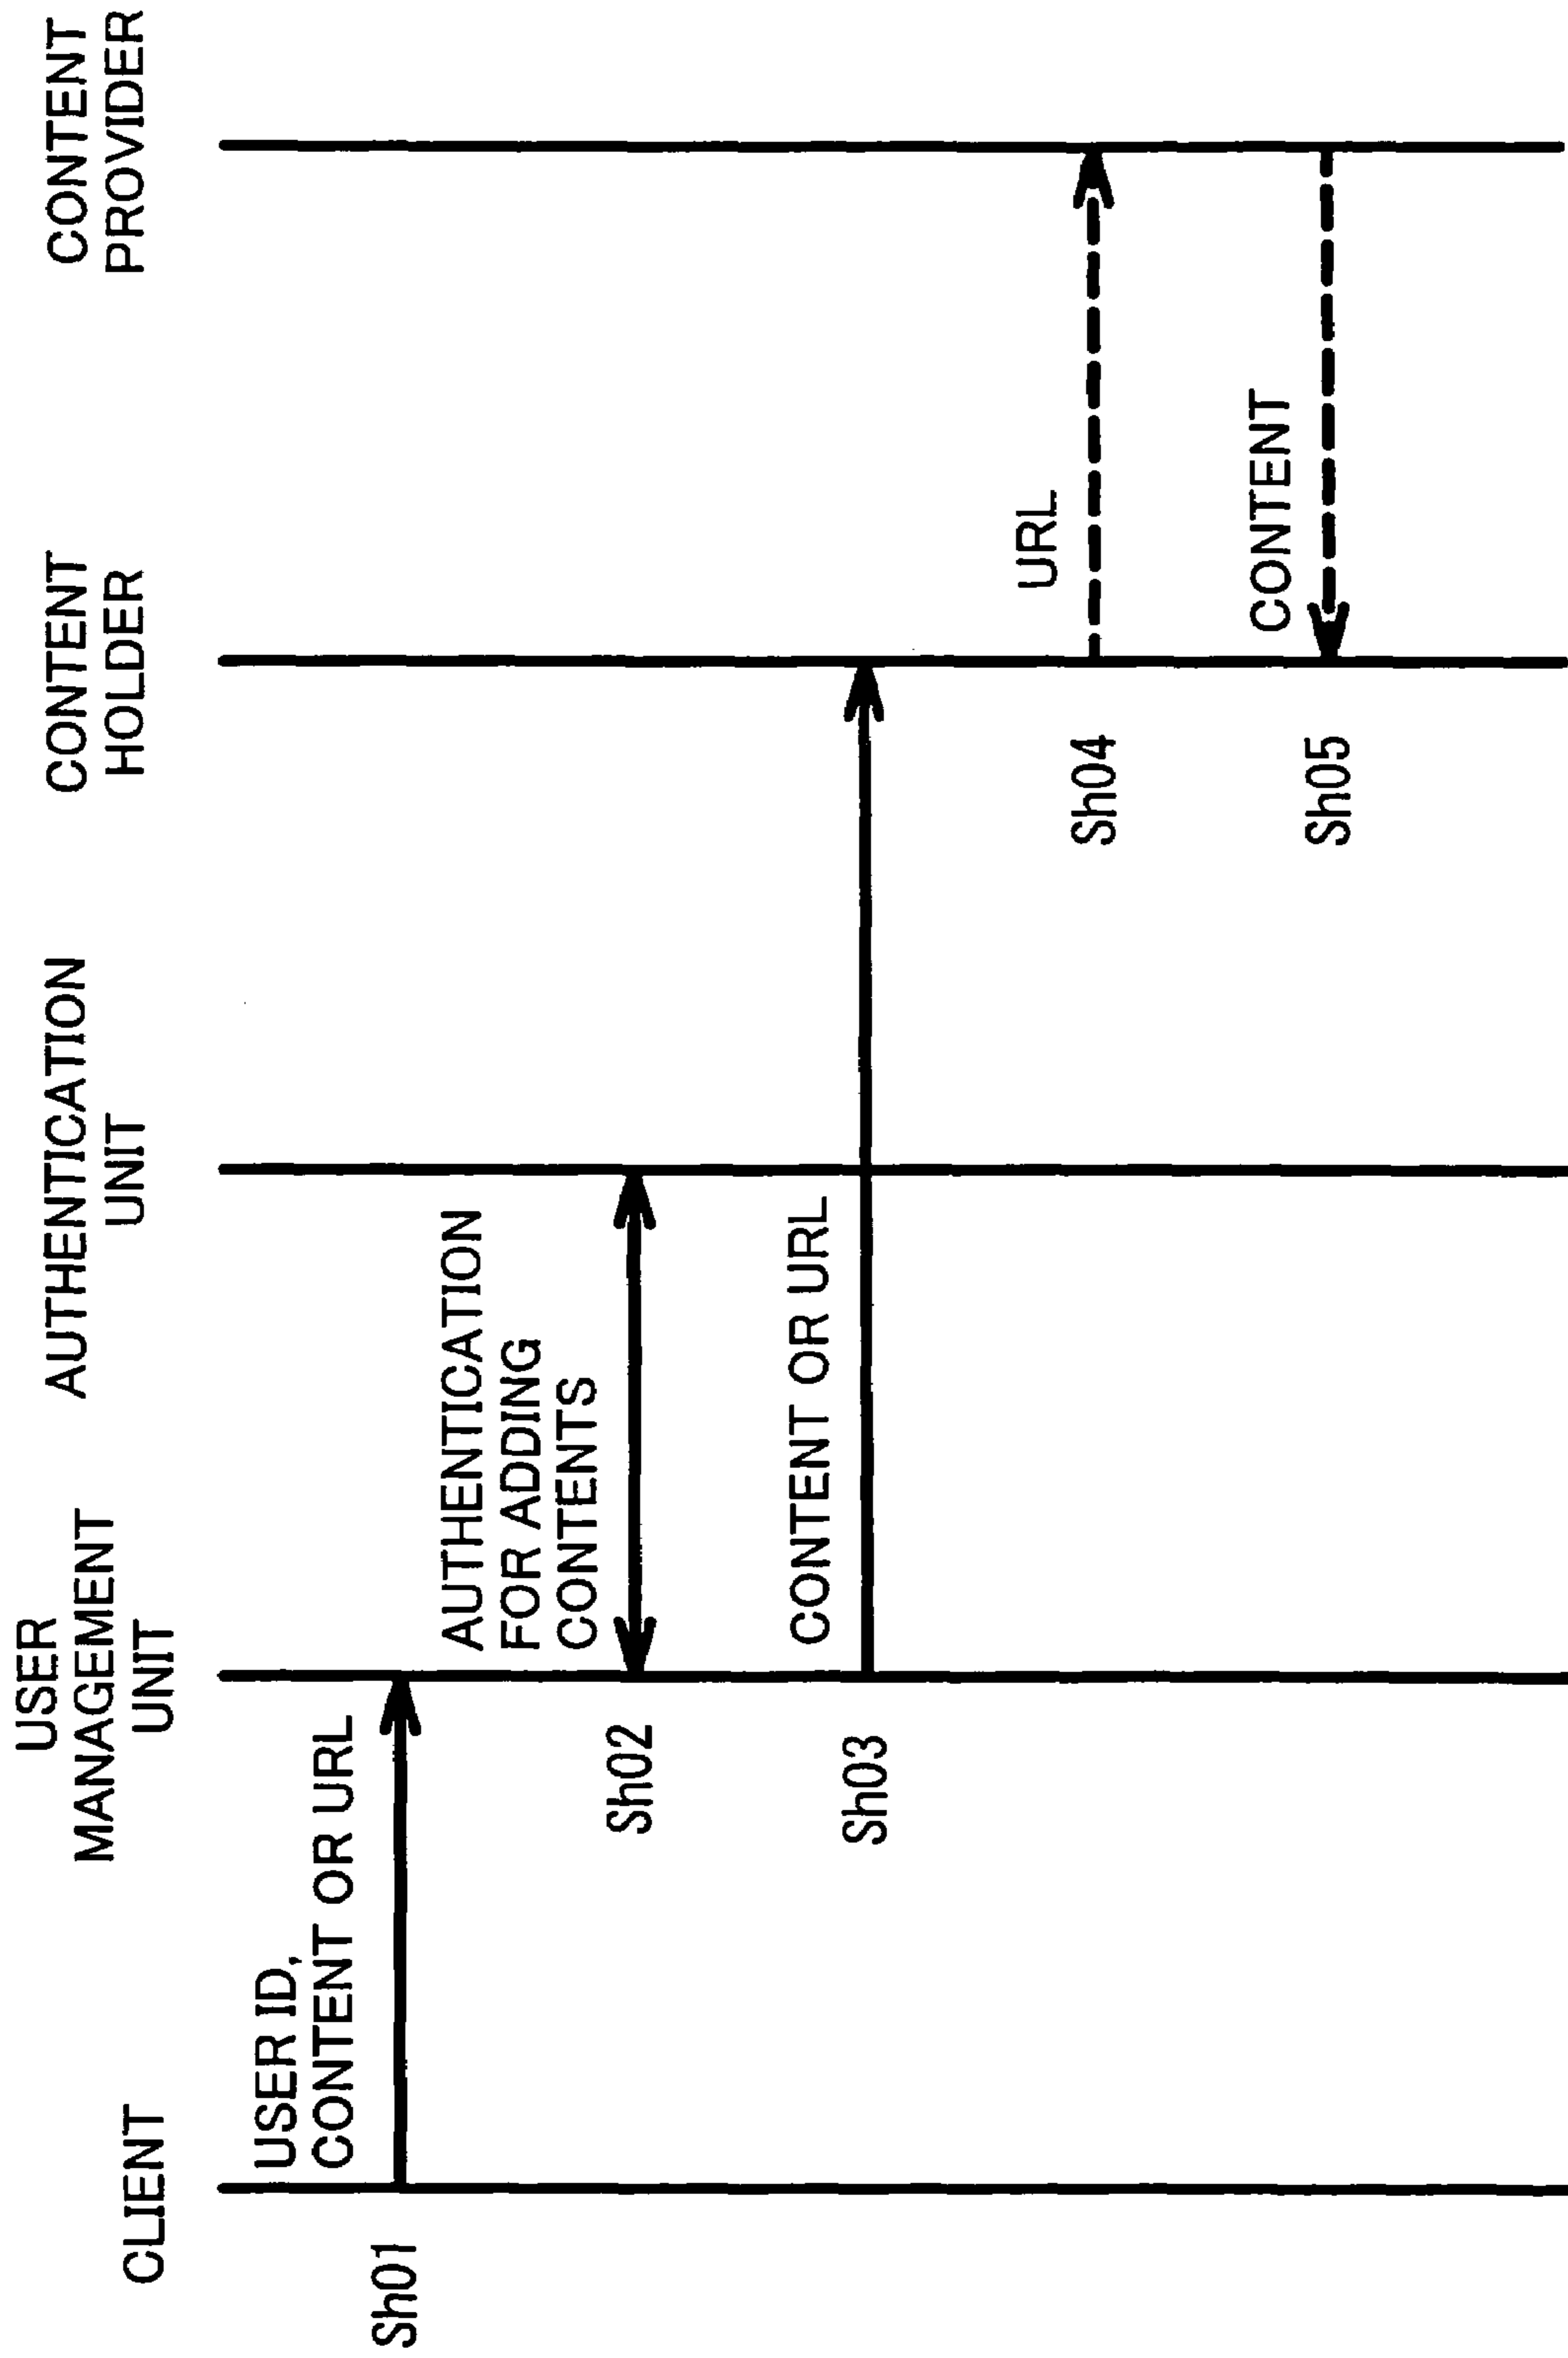 CLIENT
USER
MANAGEMENT
UNIT
AUTHENTICATION
UNIT
CONTENT
HOLDER
CONTENT
PROVIDER
Sh01
USER ID,
CONTENT OR URL
Sh02
AUTHENTICATION
FOR ADDING
CONTENTS
Sh03
CONTENT OR URL
Sh04
URL
Sh05
CONTENT